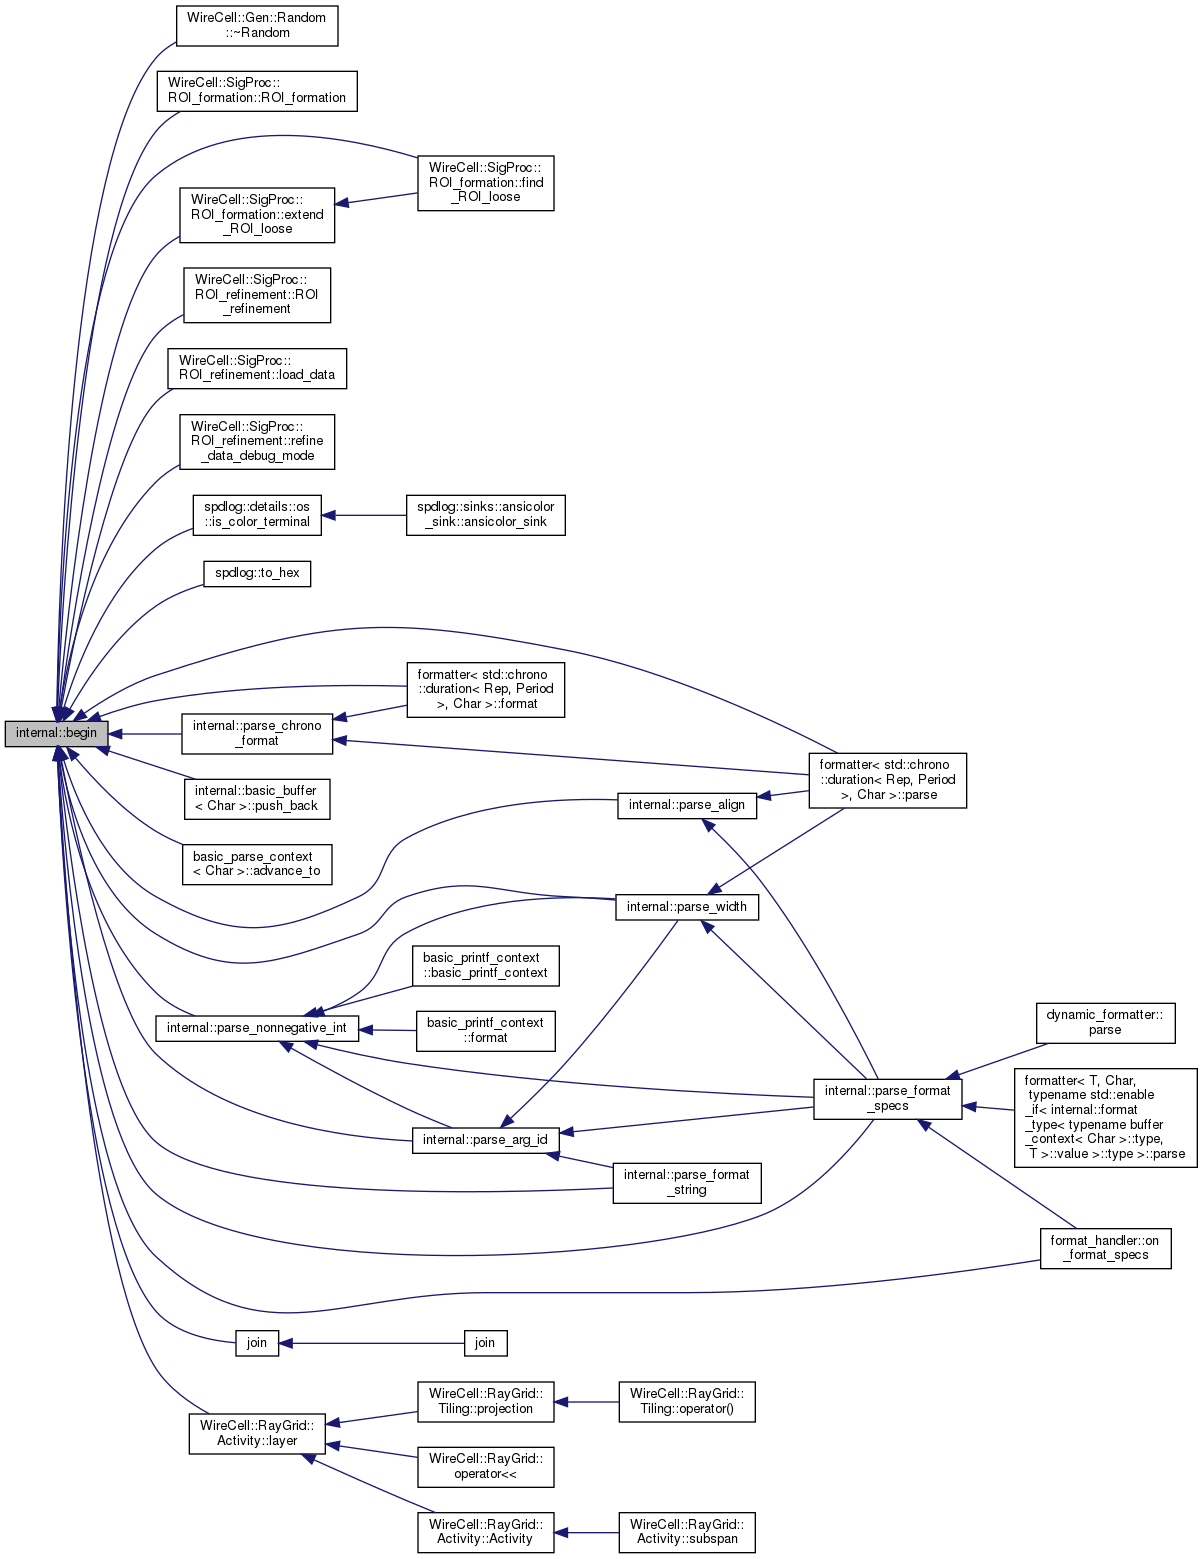 WireCell::Gen::Random
::~Random
WireCell::SigProc::
ROI_formation::ROI_formation
WireCell::SigProc::
ROI_formation::find
_ROI_loose
WireCell::SigProc::
ROI_formation::extend
_ROI_loose
WireCell::SigProc::
ROI_refinement::ROI
_refinement
WireCell::SigProc::
ROI_refinement::load_data
WireCell::SigProc::
ROI_refinement::refine
_data_debug_mode
spdlog::details::os
::is_color_terminal
spdlog::sinks::ansicolor
_sink::ansicolor_sink
spdlog::to_hex
internal::begin
formatter< std::chrono
::duration< Rep, Period
>, Char >::format
internal::parse_chrono
_format
formatter< std::chrono
::duration< Rep, Period
>, Char >::parse
internal::basic_buffer
< Char >::push_back
internal::parse_align
basic_parse_context
< Char >::advance_to
internal::parse_width
basic_printf_context
::basic_printf_context
internal::parse_nonnegative_int
basic_printf_context
::format
dynamic_formatter::
parse
internal::parse_format
_specs
formatter< T, Char,
typename std::enable
_if< internal::format
_type< typename buffer
_context< Char >::type,
T >::value >::type >::parse
internal::parse_arg_id
internal::parse_format
_string
format_handler::on
_format_specs
join
join
WireCell::RayGrid::
Tiling::projection
WireCell::RayGrid::
Tiling::operator()
WireCell::RayGrid::
Activity::layer
WireCell::RayGrid::
operator<<
WireCell::RayGrid::
Activity::Activity
WireCell::RayGrid::
Activity::subspan